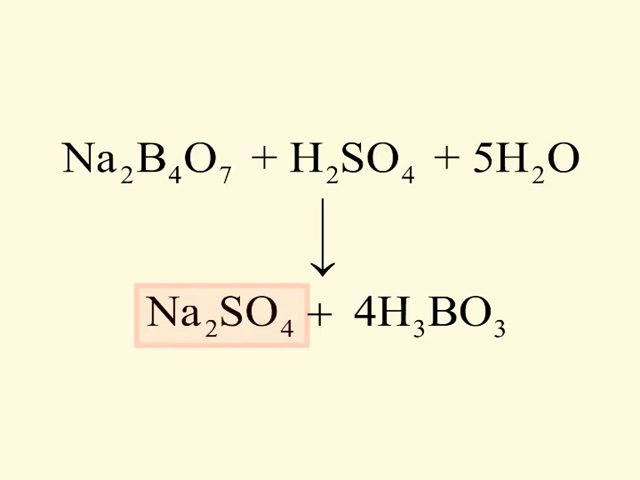 Na₂B₄O₇ + H₂SO₄ + 5H₂O
↓
Na₂SO₄ + 4H₃BO₃